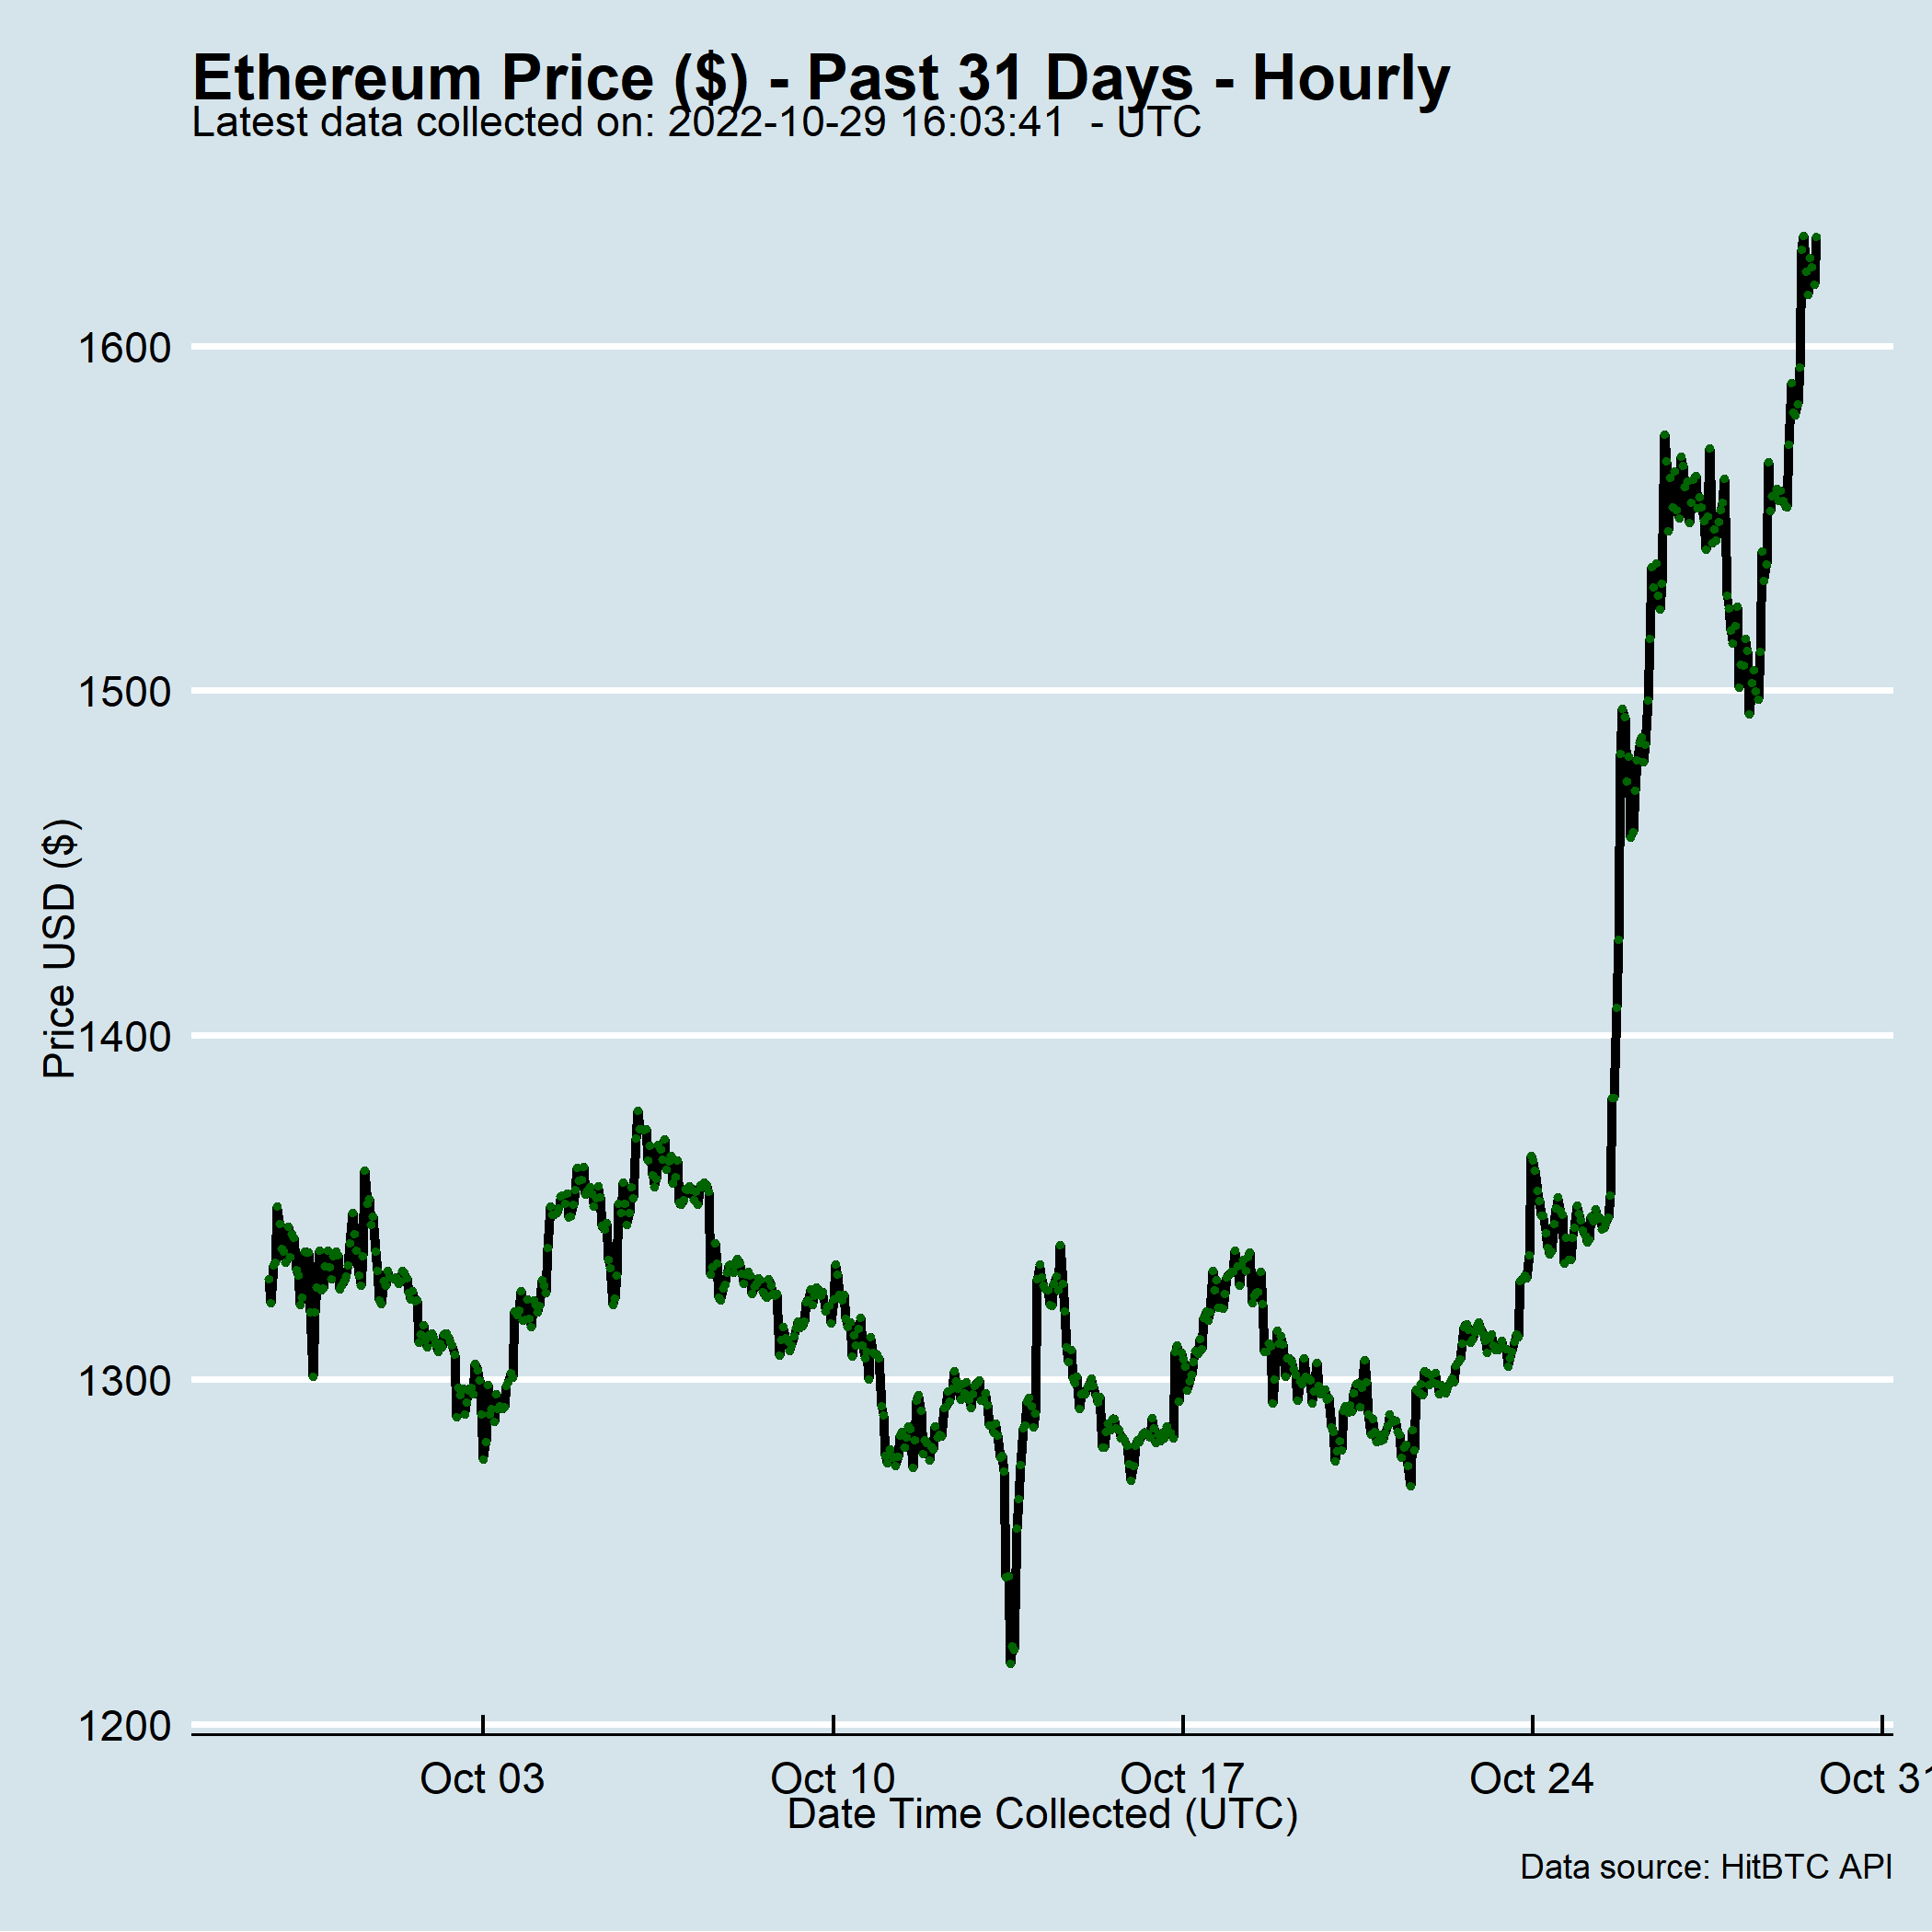 Ethereum Price ($) - Past 31 Days - Hourly
Latest data collected on: 2022-10-29 16:03:41  - UTC
Price USD ($)
1600
1500
1400
1300
1200
Oct 03
Oct 10
Oct 17
Oct 24
Oct 31
Date Time Collected (UTC)
Data source: HitBTC API